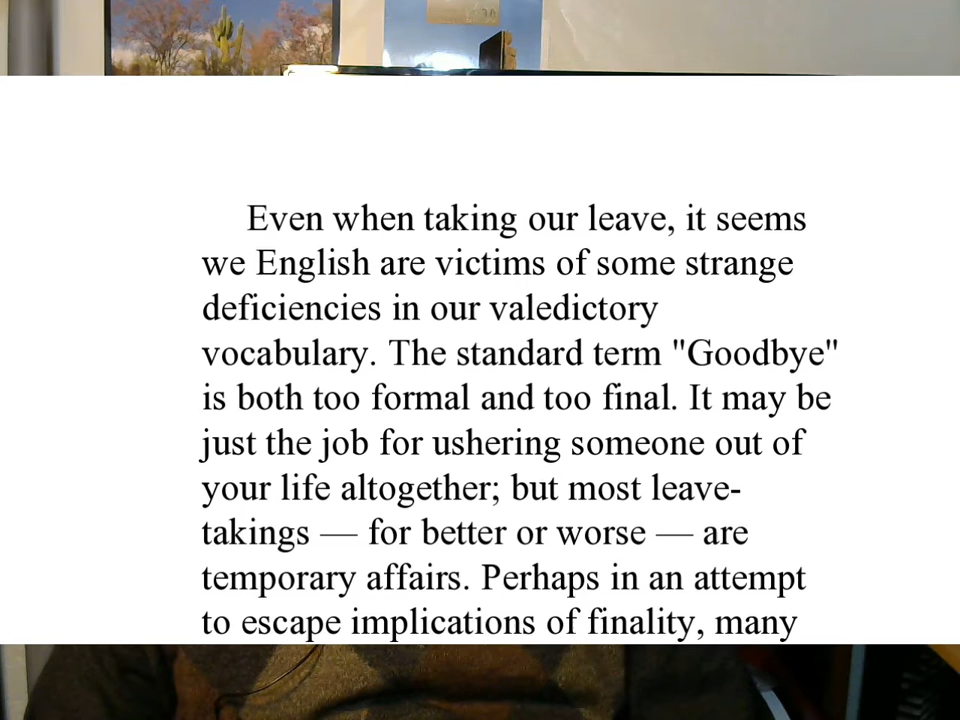 Even when taking our leave, it seems
we English are victims of some strange
deficiencies in our valedictory
vocabulary. The standard term "Goodbye"
is both too formal and too final. It may be
just the job for ushering someone out of
your life altogether; but most leave-
takings — for better or worse — are
temporary affairs. Perhaps in an attempt
to escape implications of finality, many